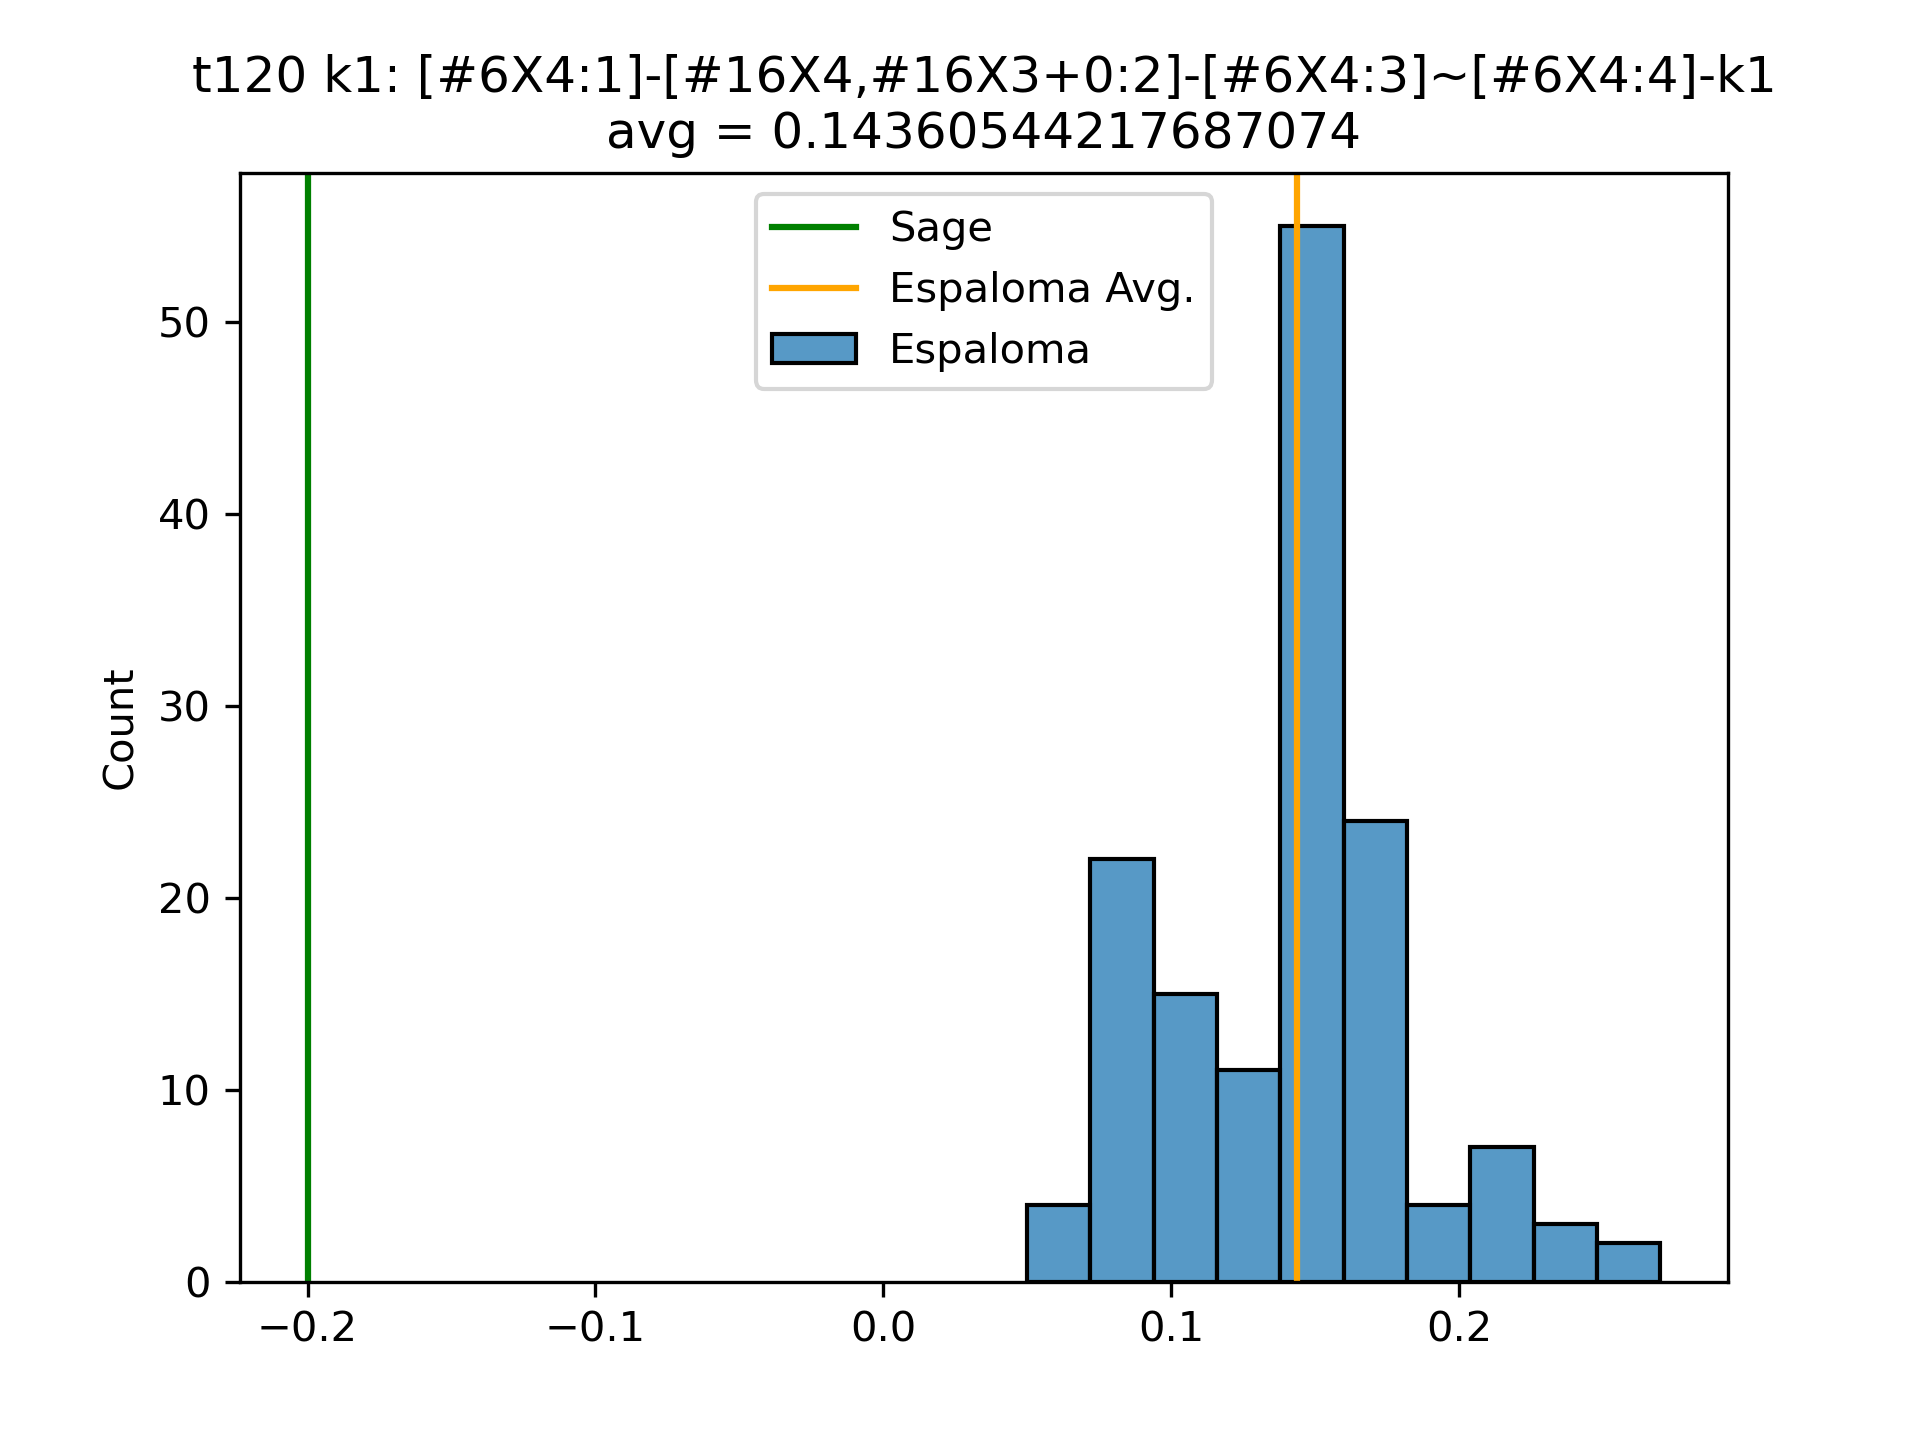 t120 k1: [#6X4:1]-[#16X4,#16X3+0:2]-[#6X4:3]~[#6X4:4]-k1
avg = 0.14360544217687074
Sage
Espaloma Avg.
Espaloma
Count
50
40
30
20
10
0
−0.2 −0.1 0.0 0.1 0.2